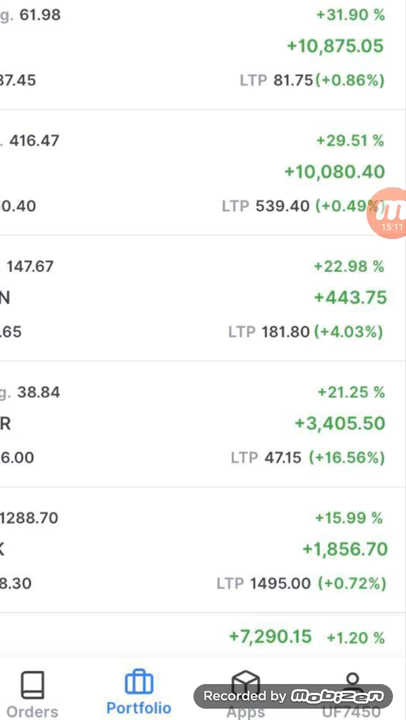 g. 61.98 +31.90 %
+10,875.05
37.45 LTP 81.75 (+0.86%)
. 416.47 +29.51 %
+10,080.40
0.40 LTP 539.40 (+0.49%)
147.67 +22.98 %
N +443.75
.65 LTP 181.80 (+4.03%)
g. 38.84 +21.25 %
R +3,405.50
6.00 LTP 47.15 (+16.56%)
1288.70 +15.99 %
K +1,856.70
8.30 LTP 1495.00 (+0.72%)
+7,290.15 +1.20 %
15:11
Orders Portfolio Apps UF7450
Recorded by mobizen